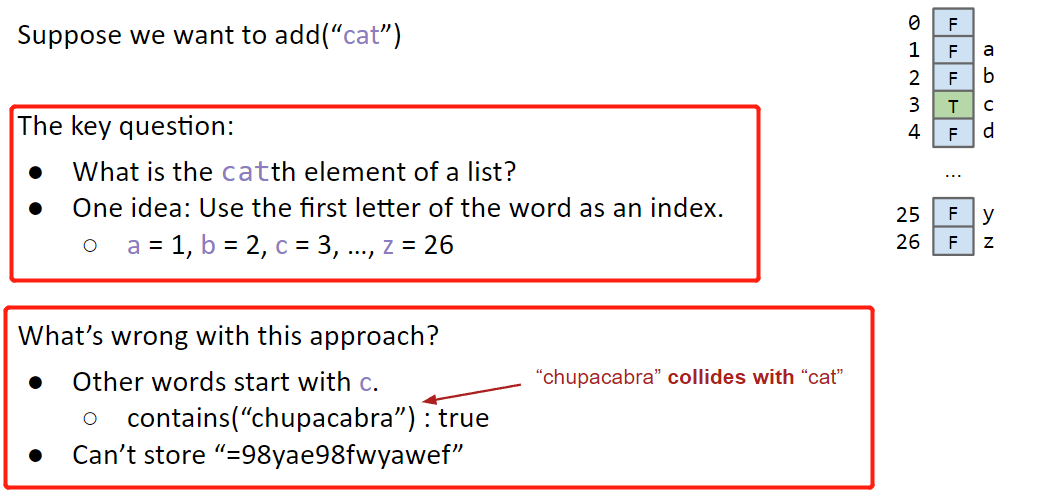 Suppose we want to add(“cat”)
The key question:
● What is the catth element of a list?
● One idea: Use the first letter of the word as an index.
○ a = 1, b = 2, c = 3, …, z = 26
What’s wrong with this approach?
● Other words start with c.
○ contains(“chupacabra”) : true
● Can’t store “=98yae98fwyawef”
“chupacabra” collides with “cat”
0 F
1 F a
2 F b
3 T c
4 F d
...
25 F y
26 F z